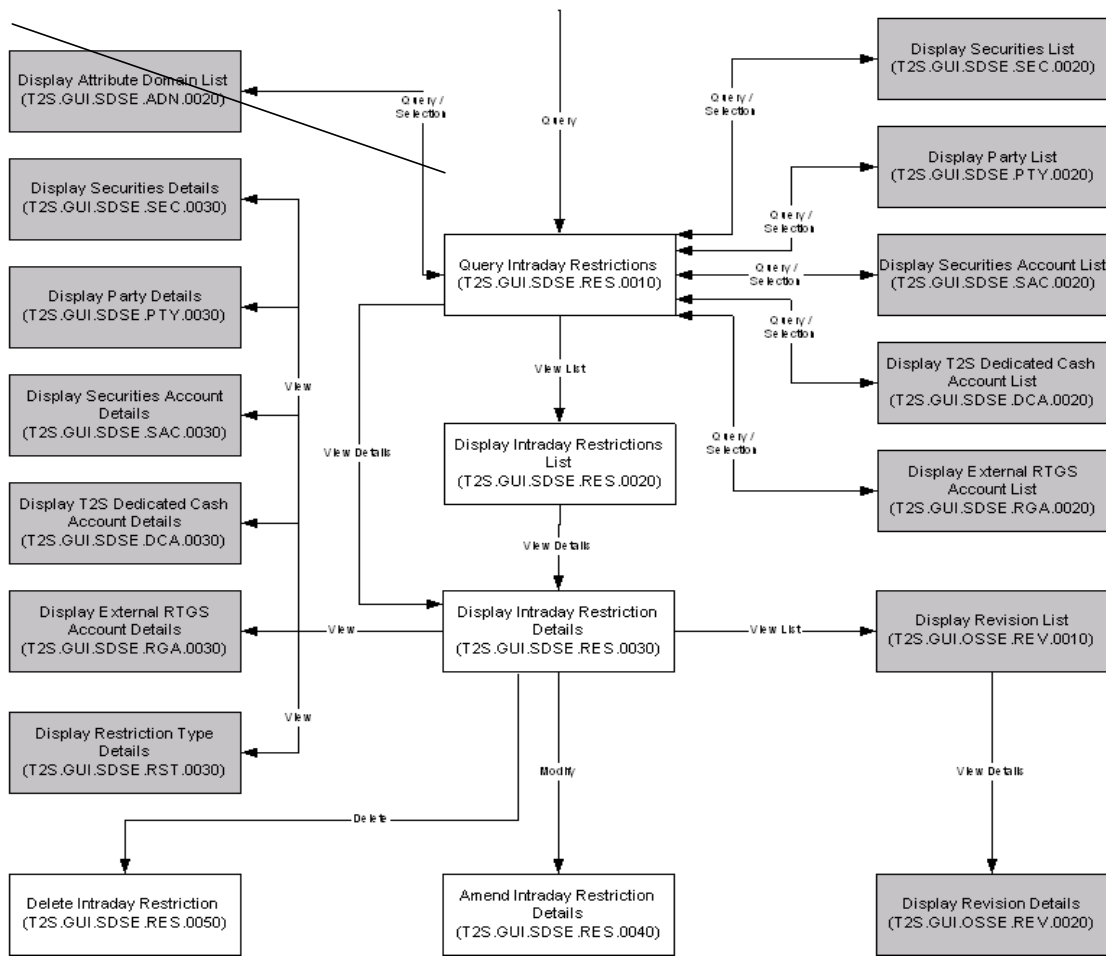 Display Attribute Domain List
(T2S.GUI.SDSE.ADN.0020)
Query /
Selection
Query
Query /
Selection
Display Securities List
(T2S.GUI.SDSE.SEC.0020)
Display Securities Details
(T2S.GUI.SDSE.SEC.0030)
Display Party List
(T2S.GUI.SDSE.PTY.0020)
Query /
Selection
Display Party Details
(T2S.GUI.SDSE.PTY.0030)
Query Intraday Restrictions
(T2S.GUI.SDSE.RES.0010)
Query /
Selection
Display Securities Account List
(T2S.GUI.SDSE.SAC.0020)
Query /
Selection
View
View List
Display Securities Account
Details
(T2S.GUI.SDSE.SAC.0030)
Display T2S Dedicated Cash
Account List
(T2S.GUI.SDSE.DCA.0020)
View Details
Display Intraday Restrictions
List
(T2S.GUI.SDSE.RES.0020)
Query /
Selection
Display External RTGS
Account List
(T2S.GUI.SDSE.RGA.0020)
Display T2S Dedicated Cash
Account Details
(T2S.GUI.SDSE.DCA.0030)
View Details
Display External RTGS
Account Details
(T2S.GUI.SDSE.RGA.0030)
View
Display Intraday Restriction
Details
(T2S.GUI.SDSE.RES.0030)
View List
Display Revision List
(T2S.GUI.OSSE.REV.0010)
View
Display Restriction Type
Details
(T2S.GUI.SDSE.RST.0030)
Modify
View Details
Delete
Delete Intraday Restriction
(T2S.GUI.SDSE.RES.0050)
Amend Intraday Restriction
Details
(T2S.GUI.SDSE.RES.0040)
Display Revision Details
(T2S.GUI.OSSE.REV.0020)